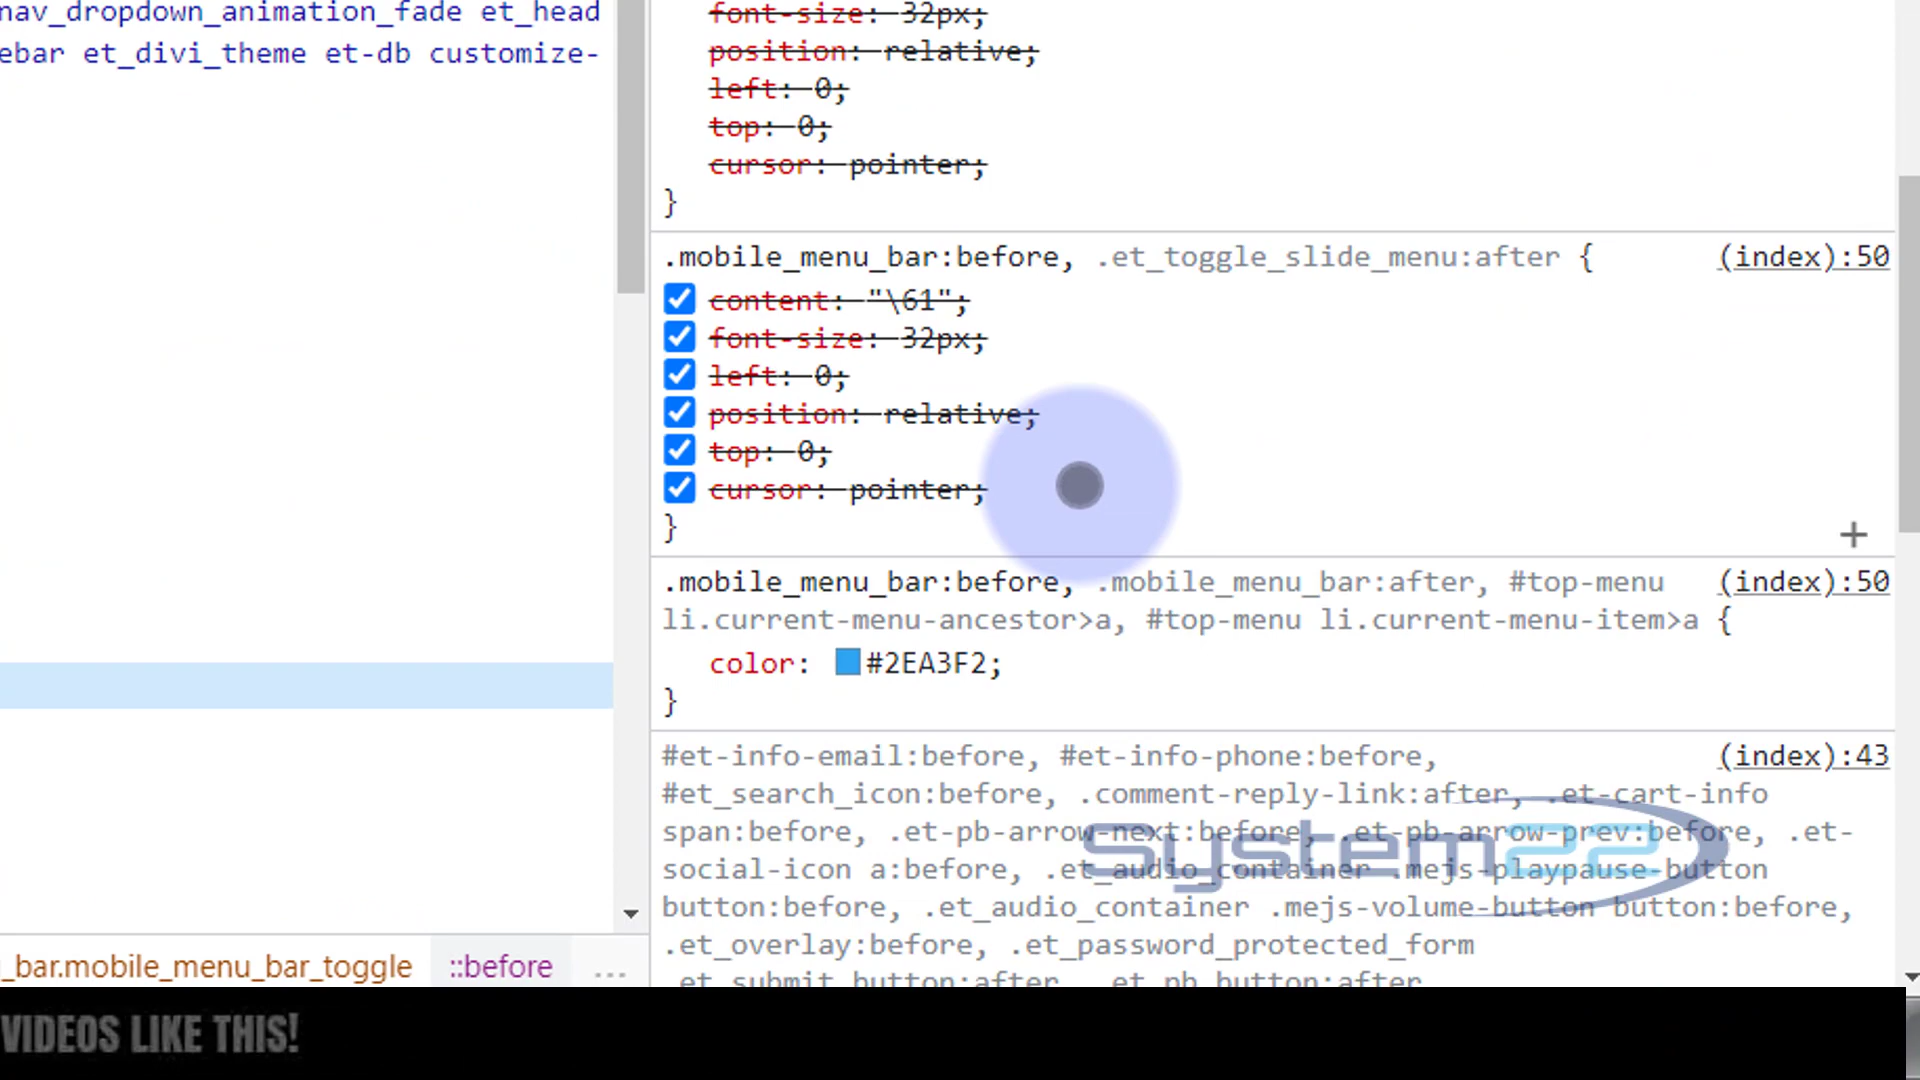 nav_dropdown_animation_fade et_head
ebar et_divi_theme et-db customize-
font-size: 32px;
position: relative;
left: 0;
top: 0;
cursor: pointer;
}
.mobile_menu_bar:before, .et_toggle_slide_menu:after { (index):50
content: "\61";
font-size: 32px;
left: 0;
position: relative;
top: 0;
cursor: pointer;
}
.mobile_menu_bar:before, .mobile_menu_bar:after, #top-menu (index):50
li.current-menu-ancestor>a, #top-menu li.current-menu-item>a {
color: #2EA3F2;
}
#et-info-email:before, #et-info-phone:before, (index):43
#et_search_icon:before, .comment-reply-link:after, .et-cart-info
span:before, .et-pb-arrow-next:before, .et-pb-arrow-prev:before, .et-
social-icon a:before, .et_audio_container .mejs-playpause-button
button:before, .et_audio_container .mejs-volume-button button:before,
.et_overlay:before, .et_password_protected_form
.et_submit_button:after, .et_pb_button:after
System22
_bar.mobile_menu_bar_toggle ::before ...
VIDEOS LIKE THIS!